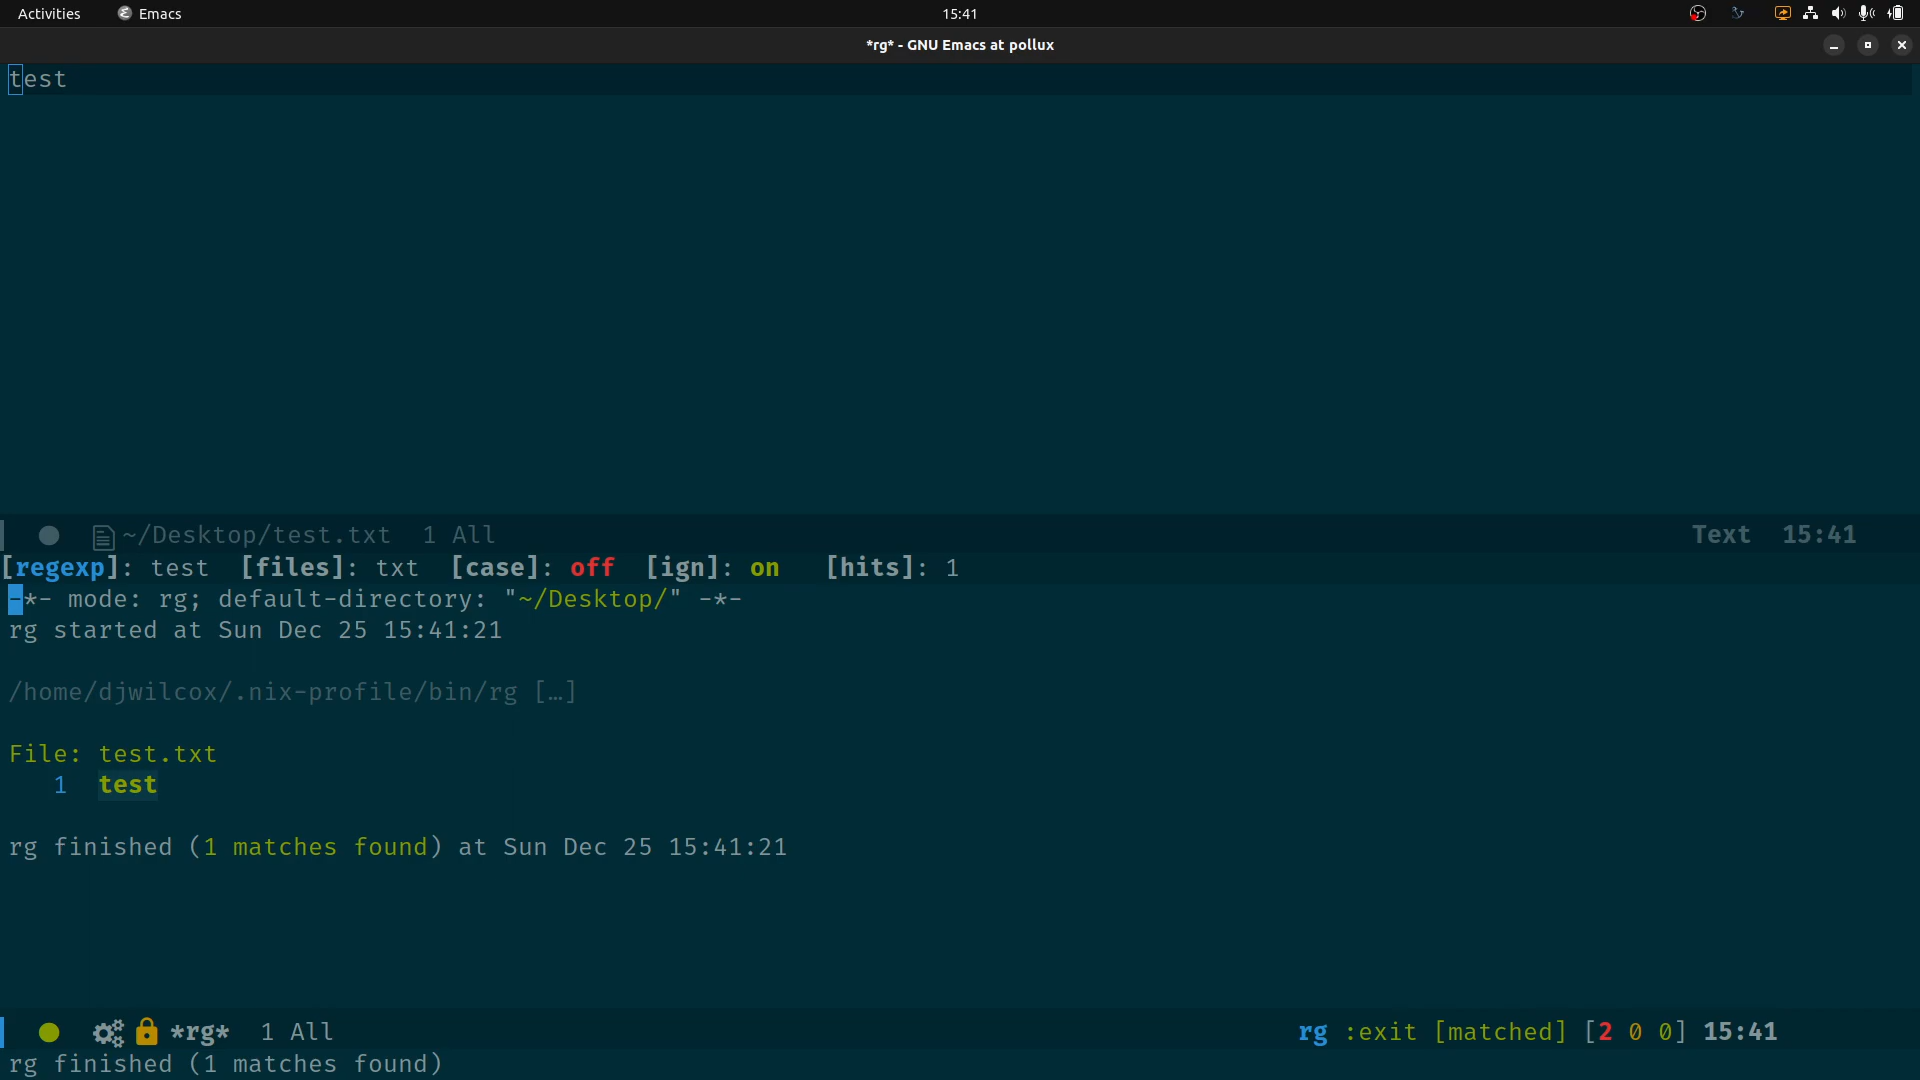 Activities Emacs 15:41
*rg* - GNU Emacs at pollux
test
~/Desktop/test.txt 1 All Text 15:41
[regexp]: test [files]: txt [case]: off [ign]: on [hits]: 1
-*- mode: rg; default-directory: "~/Desktop/" -*-
rg started at Sun Dec 25 15:41:21
/home/djwilcox/.nix-profile/bin/rg […]
File: test.txt
1 test
rg finished (1 matches found) at Sun Dec 25 15:41:21
*rg* 1 All rg :exit [matched] [2 0 0] 15:41
rg finished (1 matches found)